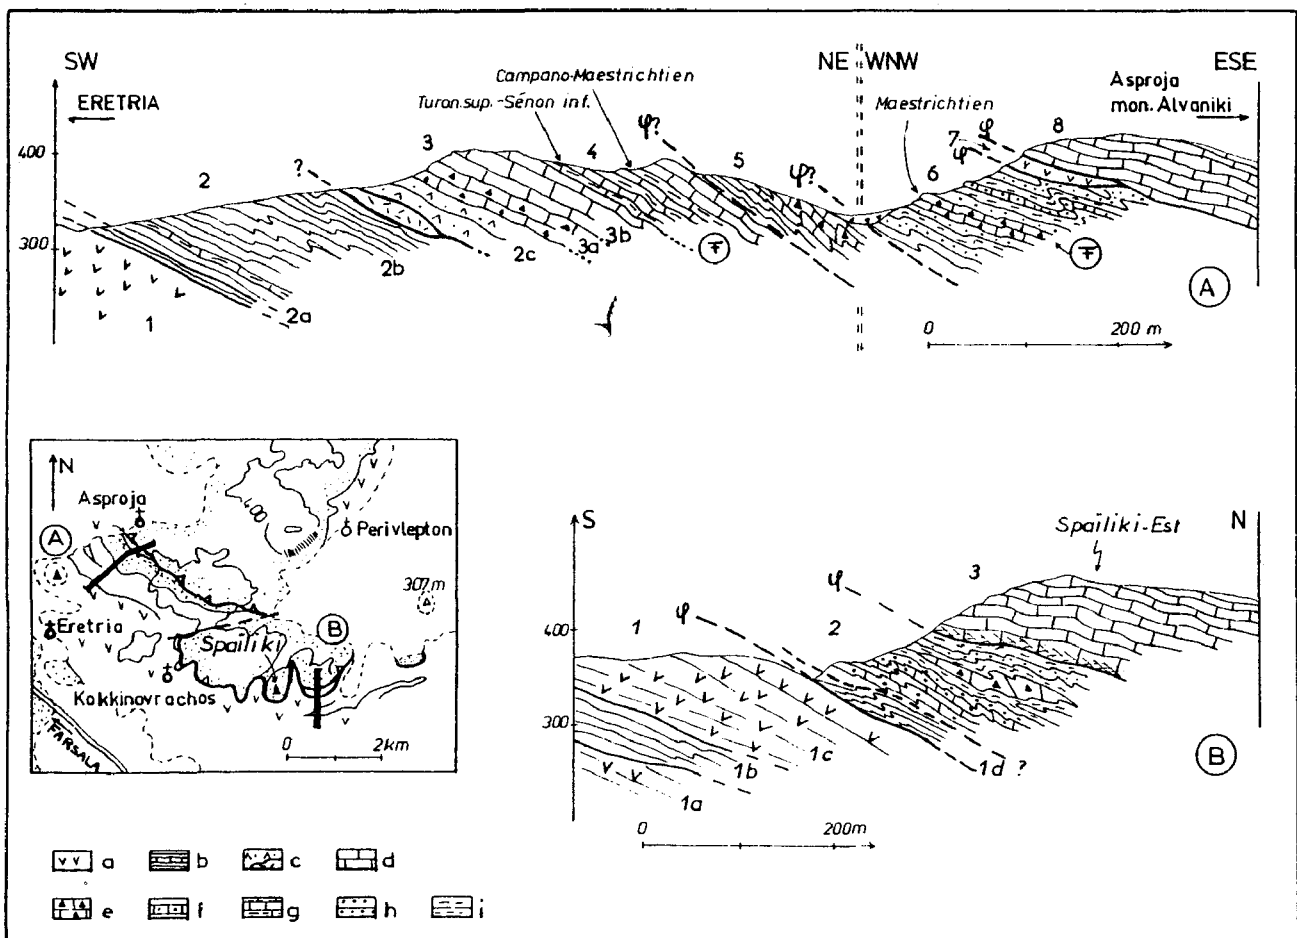 SW
NE
WNW
ESE
ERETRIA
Campano-Maestrichtien
Turon.sup.-Sénon inf.
Maestrichtien
Asproja
mon. Alvaniki
400
300
?
φ?
φ?
φ
φ
1
2
3
4
5
6
7
8
2a
2b
2c
3a
3b
Ŧ
Ŧ
A
0
200 m
N
Asproja
A
400
Perivlepton
307m
Eretria
Spaïliki
B
Kokkinovrachos
FARSALA
0
2km
S
N
Spaïliki-Est
400
300
φ
φ
1
2
3
1a
1b
1c
1d ?
B
0
200m
a
b
c
d
e
f
g
h
i